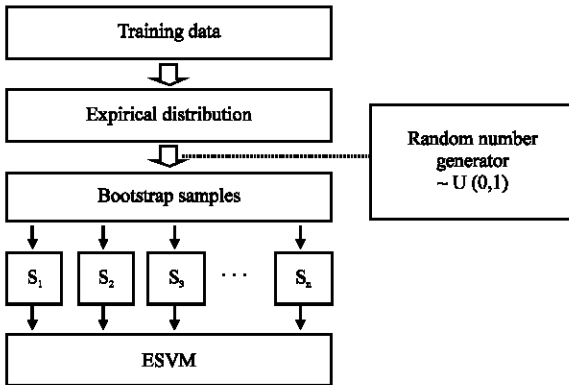 Training data
Expirical distribution
Random number
generator
~ U (0,1)
Bootstrap samples
S₁ S₂ S₃ · · · Sₙ
ESVM